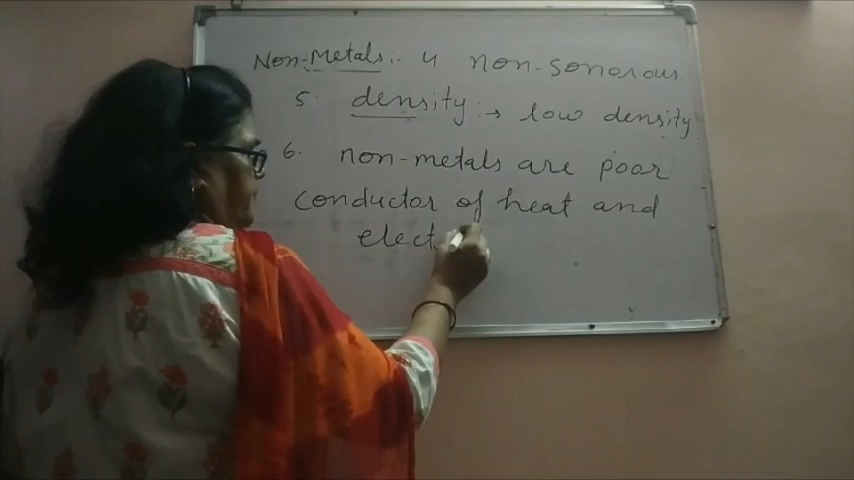 Non-Metals:- 4 non-sonorous.
5. density :→ low density
6. non-metals are poor
conductor of heat and
elect